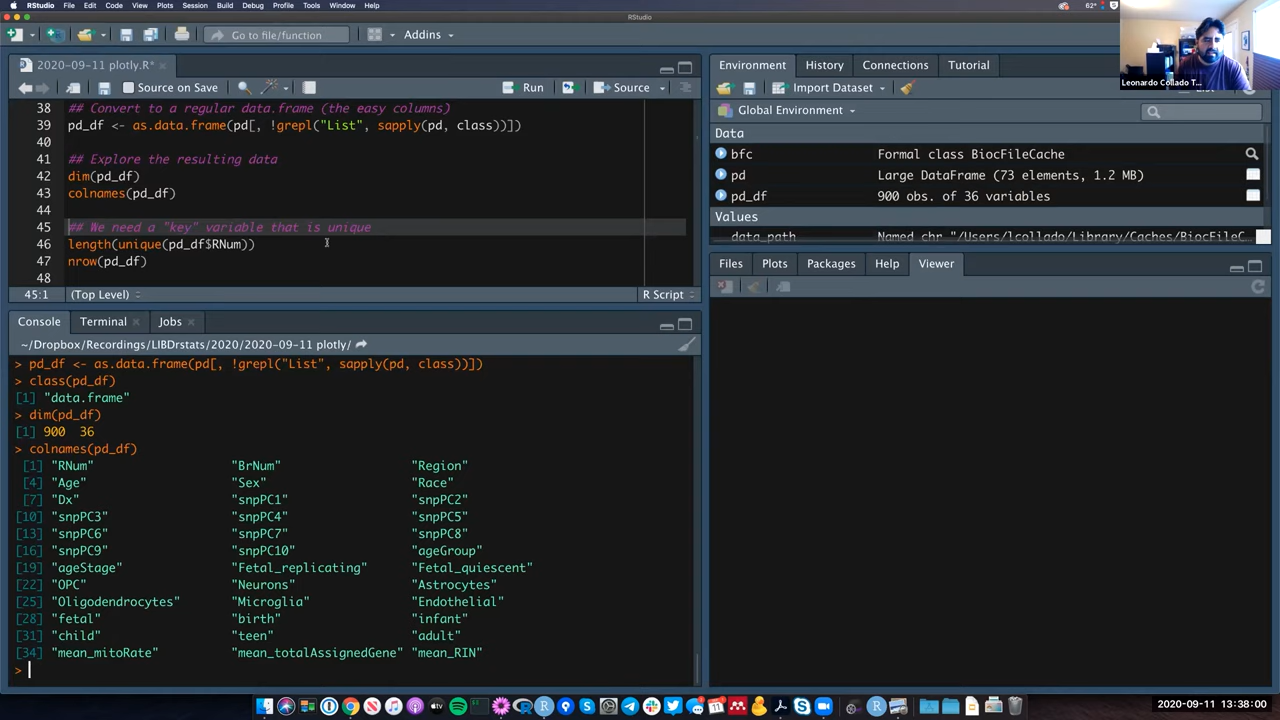 RStudio File Edit Code View Plots Session Build Debug Profile Tools Window Help 62°
RStudio
Go to file/function Addins
Leonardo Collado T...
2020-09-11 plotly.R*
Source on Save Run Source
38 ## Convert to a regular data.frame (the easy columns)
39 pd_df <- as.data.frame(pd[, !grepl("List", sapply(pd, class))])
40
41 ## Explore the resulting data
42 dim(pd_df)
43 colnames(pd_df)
44
45 ## We need a "key" variable that is unique
46 length(unique(pd_df$RNum))
47 nrow(pd_df)
48
45:1 (Top Level) R Script
Console Terminal Jobs
~/Dropbox/Recordings/LIBDrstats/2020/2020-09-11 plotly/
> pd_df <- as.data.frame(pd[, !grepl("List", sapply(pd, class))])
> class(pd_df)
[1] "data.frame"
> dim(pd_df)
[1] 900 36
> colnames(pd_df)
[1] "RNum" "BrNum" "Region"
[4] "Age" "Sex" "Race"
[7] "Dx" "snpPC1" "snpPC2"
[10] "snpPC3" "snpPC4" "snpPC5"
[13] "snpPC6" "snpPC7" "snpPC8"
[16] "snpPC9" "snpPC10" "ageGroup"
[19] "ageStage" "Fetal_replicating" "Fetal_quiescent"
[22] "OPC" "Neurons" "Astrocytes"
[25] "Oligodendrocytes" "Microglia" "Endothelial"
[28] "fetal" "birth" "infant"
[31] "child" "teen" "adult"
[34] "mean_mitoRate" "mean_totalAssignedGene" "mean_RIN"
>
Environment History Connections Tutorial
Import Dataset List
Global Environment
Data
bfc Formal class BiocFileCache
pd Large DataFrame (73 elements, 1.2 MB)
pd_df 900 obs. of 36 variables
Values
data_path Named chr "/Users/lcollado/Library/Caches/BiocFileC…
Files Plots Packages Help Viewer
2020-09-11 13:38:00